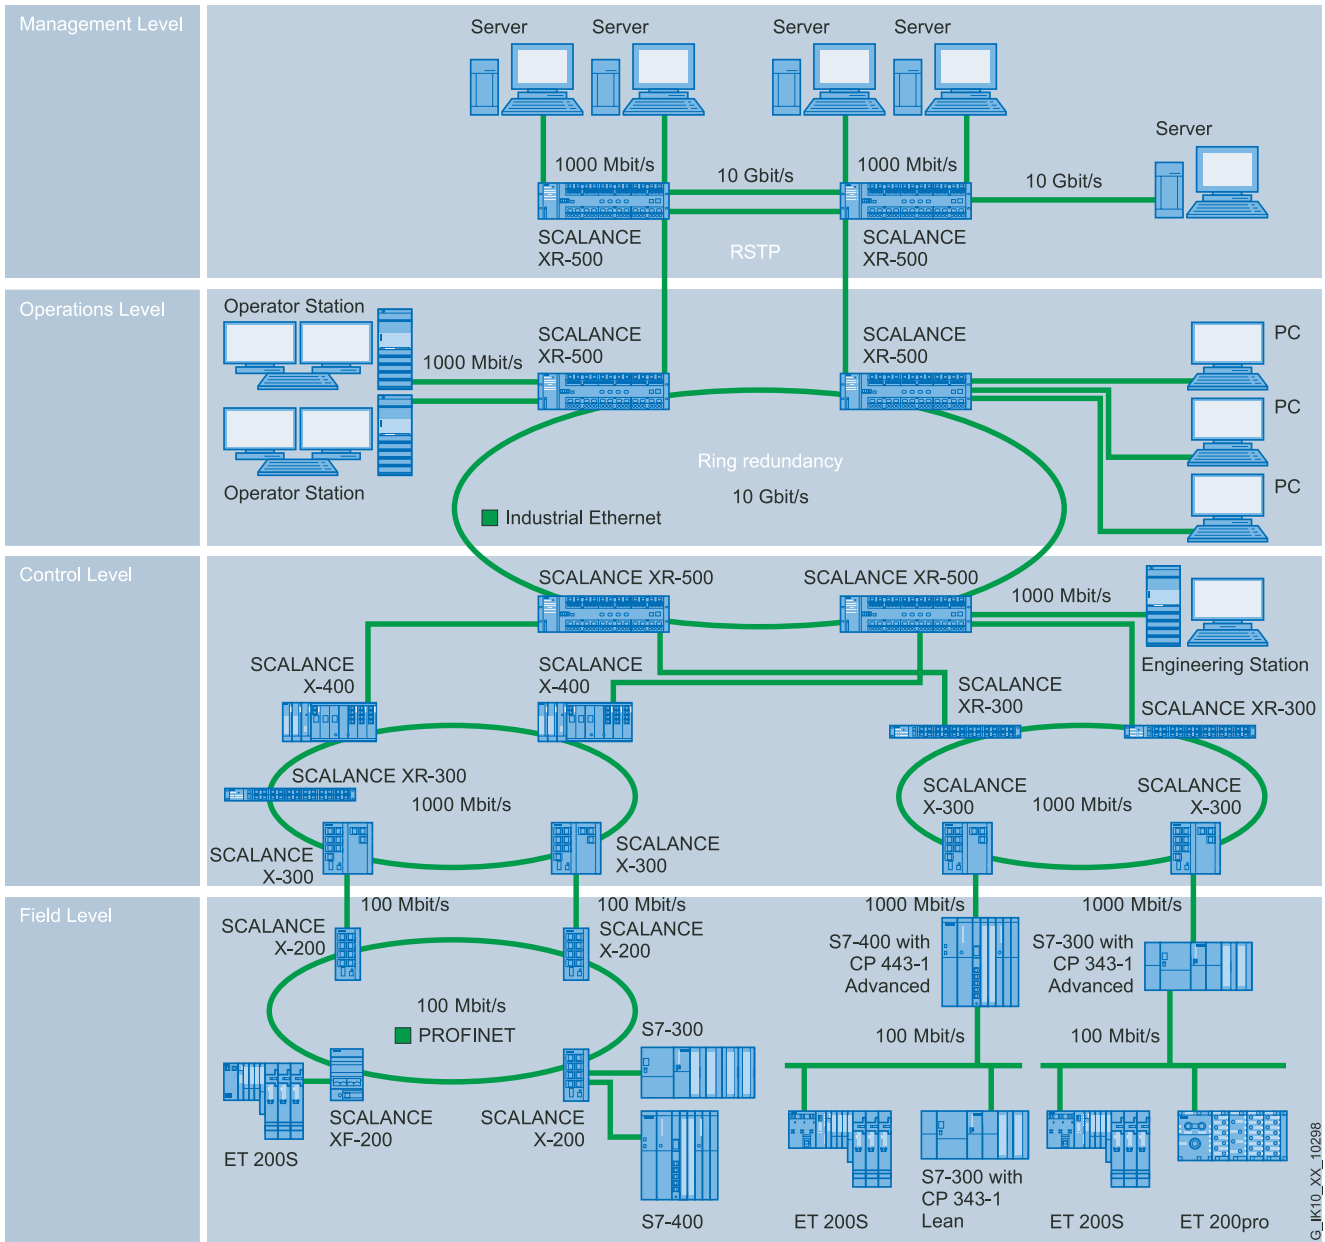 Management Level
Server
Server
Server
Server
Server
1000 Mbit/s
10 Gbit/s
1000 Mbit/s
10 Gbit/s
SCALANCE
XR-500
RSTP
SCALANCE
XR-500
Operations Level
Operator Station
1000 Mbit/s
SCALANCE
XR-500
SCALANCE
XR-500
PC
PC
PC
Operator Station
Ring redundancy
10 Gbit/s
Industrial Ethernet
Control Level
SCALANCE XR-500
SCALANCE XR-500
1000 Mbit/s
Engineering Station
SCALANCE
X-400
SCALANCE
X-400
SCALANCE
XR-300
SCALANCE XR-300
SCALANCE XR-300
1000 Mbit/s
SCALANCE
X-300
SCALANCE
X-300
SCALANCE
X-300
1000 Mbit/s
SCALANCE
X-300
Field Level
100 Mbit/s
100 Mbit/s
1000 Mbit/s
1000 Mbit/s
SCALANCE
X-200
SCALANCE
X-200
S7-400 with
CP 443-1
Advanced
S7-300 with
CP 343-1
Advanced
100 Mbit/s
PROFINET
S7-300
100 Mbit/s
100 Mbit/s
SCALANCE
XF-200
SCALANCE
X-200
ET 200S
S7-400
ET 200S
S7-300 with
CP 343-1
Lean
ET 200S
ET 200pro
G_IK10_XX_10298